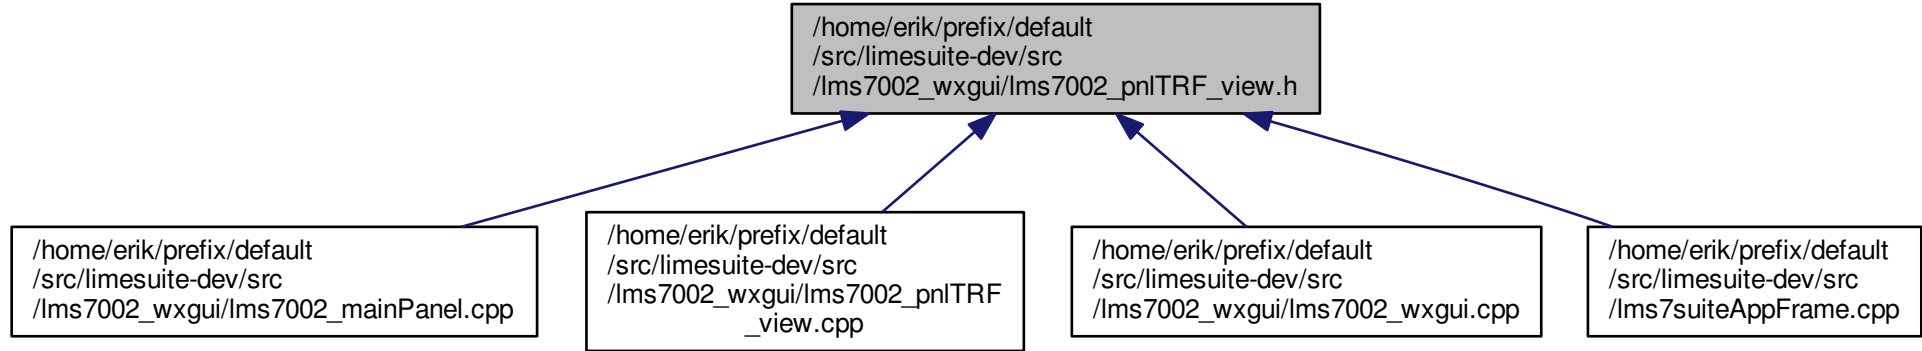 /home/erik/prefix/default
/src/limesuite-dev/src
/lms7002_wxgui/lms7002_pnlTRF_view.h
/home/erik/prefix/default
/src/limesuite-dev/src
/lms7002_wxgui/lms7002_mainPanel.cpp
/home/erik/prefix/default
/src/limesuite-dev/src
/lms7002_wxgui/lms7002_pnlTRF
_view.cpp
/home/erik/prefix/default
/src/limesuite-dev/src
/lms7002_wxgui/lms7002_wxgui.cpp
/home/erik/prefix/default
/src/limesuite-dev/src
/lms7suiteAppFrame.cpp